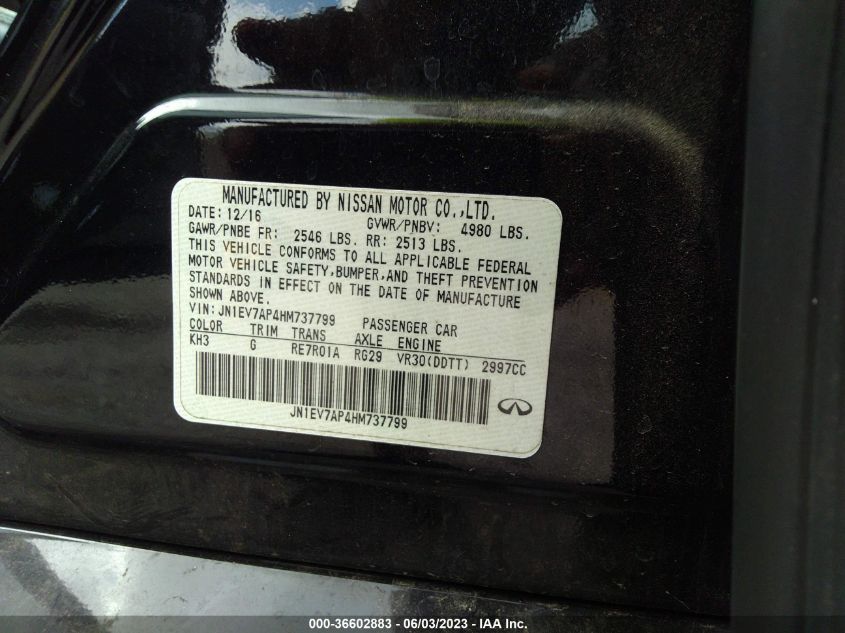 MANUFACTURED BY NISSAN MOTOR CO.,LTD.
DATE: 12/16 GVWR/PNBV: 4980 LBS.
GAWR/PNBE FR: 2546 LBS. RR: 2513 LBS.
THIS VEHICLE CONFORMS TO ALL APPLICABLE FEDERAL
MOTOR VEHICLE SAFETY,BUMPER,AND THEFT PREVENTION
STANDARDS IN EFFECT ON THE DATE OF MANUFACTURE
SHOWN ABOVE.
VIN: JN1EV7AP4HM737799 PASSENGER CAR
COLOR TRIM TRANS AXLE ENGINE
KH3 G RE7R01A RG29 VR30(DDTT) 2997CC
JN1EV7AP4HM737799
000-36602883 - 06/03/2023 - IAA Inc.